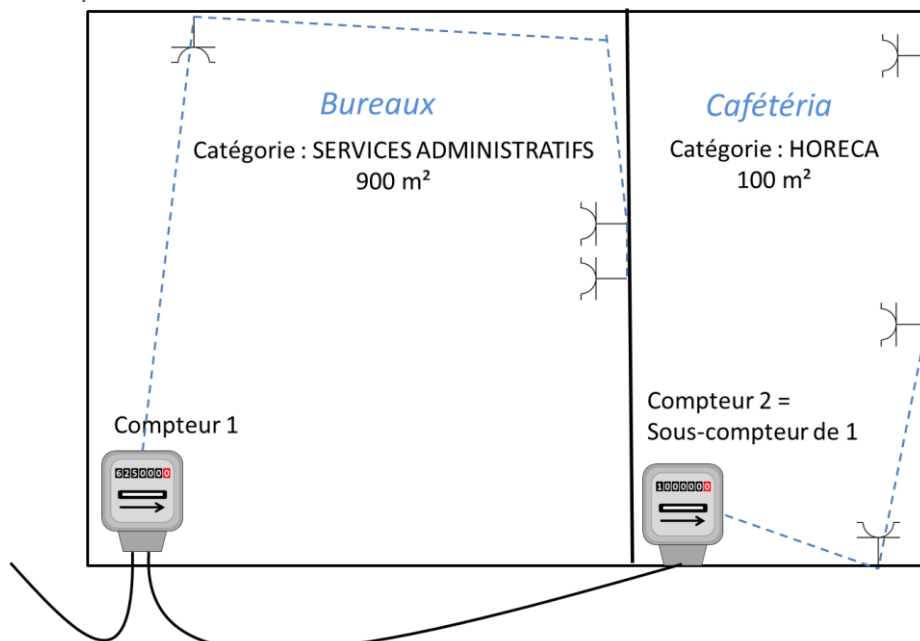 Bureaux
Catégorie : SERVICES ADMINISTRATIFS
900 m²
Cafétéria
Catégorie : HORECA
100 m²
Compteur 1
6250000
Compteur 2 =
Sous-compteur de 1
1000000